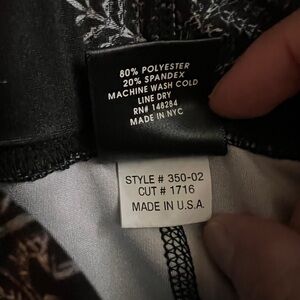 80% POLYESTER
20% SPANDEX
MACHINE WASH COLD
LINE DRY
RN# 148284
MADE IN NYC
STYLE # 350-02
CUT # 1716
MADE IN U.S.A.